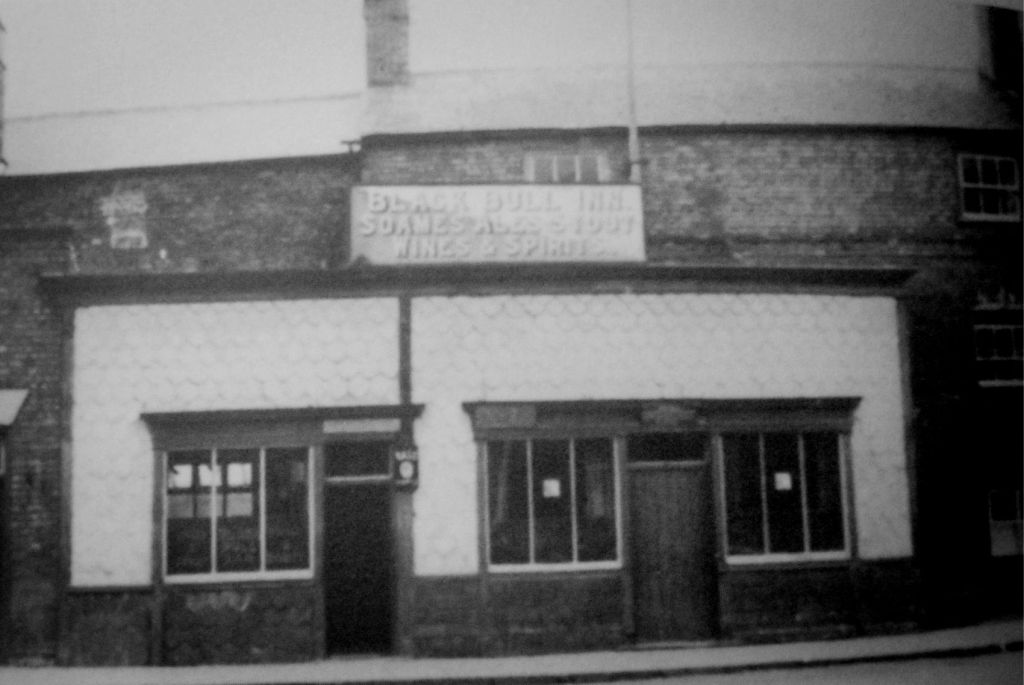 BLACK BULL INN.
SOAMES ALES & STOUT
WINES & SPIRITS.